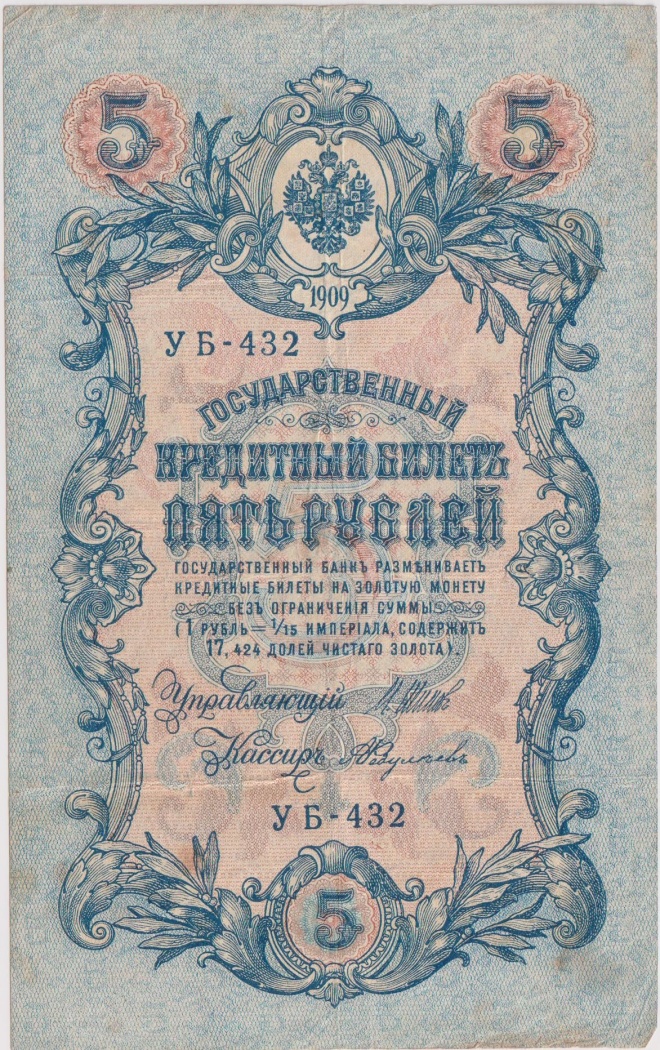 5 5
1909
УБ-432
ГОСУДАРСТВЕННЫЙ
КРЕДИТНЫЙ БИЛЕТЪ
ПЯТЬ РУБЛЕЙ
ГОСУДАРСТВЕННЫЙ БАНКЪ РАЗМѢНИВАЕТЪ
КРЕДИТНЫЕ БИЛЕТЫ НА ЗОЛОТУЮ МОНЕТУ
БЕЗЪ ОГРАНИЧЕНІЯ СУММЫ
(1 РУБЛЬ = 1/15 ИМПЕРІАЛА, СОДЕРЖИТЪ
17,424 ДОЛЕЙ ЧИСТАГО ЗОЛОТА).
Управляющій
Кассиръ
УБ-432
5